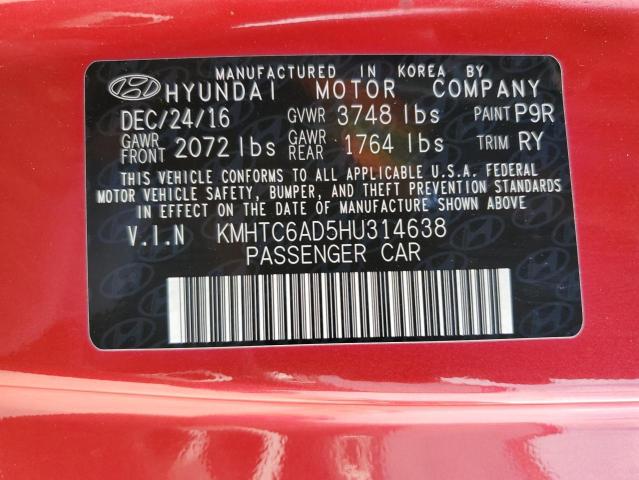 MANUFACTURED IN KOREA BY
HYUNDAI MOTOR COMPANY
DEC/24/16 GVWR 3748 lbs PAINT P9R
GAWR FRONT 2072 lbs GAWR REAR 1764 lbs TRIM RY
THIS VEHICLE CONFORMS TO ALL APPLICABLE U.S.A. FEDERAL
MOTOR VEHICLE SAFETY, BUMPER, AND THEFT PREVENTION STANDARDS
IN EFFECT ON THE DATE OF MANUFACTURE SHOWN ABOVE
V.I.N KMHTC6AD5HU314638
PASSENGER CAR